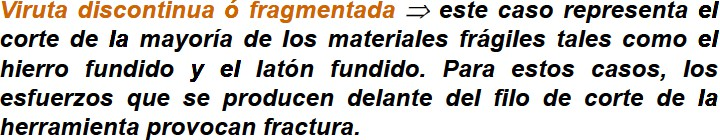 Viruta discontinua ó fragmentada ⇒ este caso representa el
corte de la mayoría de los materiales frágiles tales como el
hierro fundido y el latón fundido. Para estos casos, los
esfuerzos que se producen delante del filo de corte de la
herramienta provocan fractura.